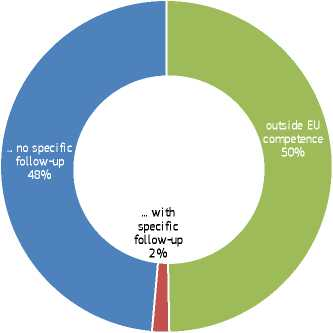 outside EU
competence
50%
... no specific
follow-up
48%
... with
specific
follow-up
2%